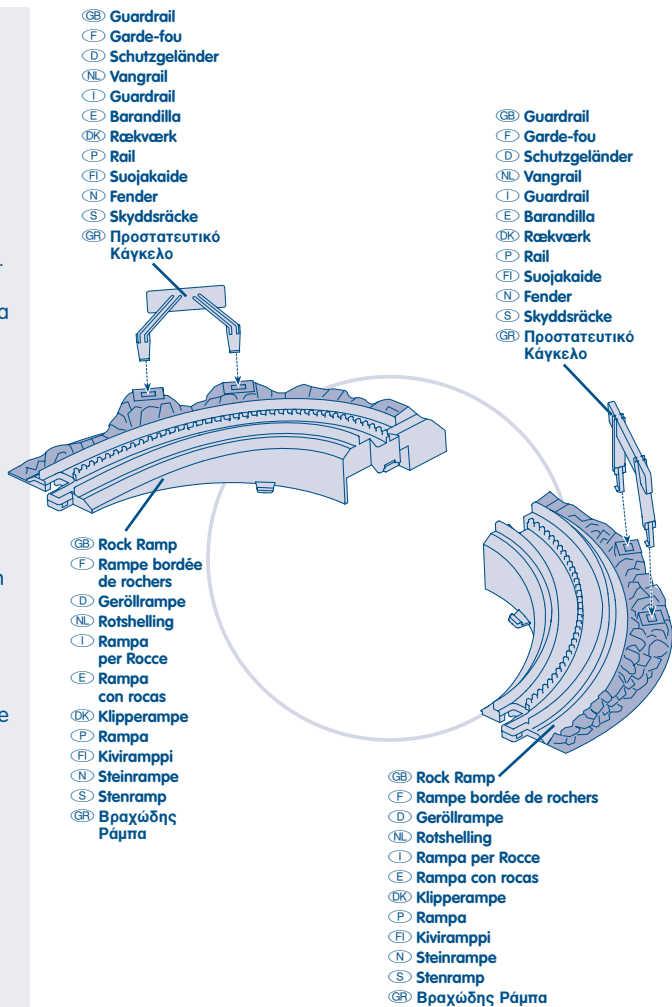 GB Guardrail
F Garde-fou
D Schutzgeländer
NL Vangrail
I Guardrail
E Barandilla
DK Rækværk
P Rail
FI Suojakaide
N Fender
S Skyddsräcke
GR Προστατευτικό
Κάγκελο
GB Guardrail
F Garde-fou
D Schutzgeländer
NL Vangrail
I Guardrail
E Barandilla
DK Rækværk
P Rail
FI Suojakaide
N Fender
S Skyddsräcke
GR Προστατευτικό
Κάγκελο
GB Rock Ramp
F Rampe bordée
de rochers
D Geröllrampe
NL Rotshelling
I Rampa
per Rocce
E Rampa
con rocas
DK Klipperampe
P Rampa
FI Kiviramppi
N Steinrampe
S Stenramp
GR Βραχώδης
Ράμπα
GB Rock Ramp
F Rampe bordée de rochers
D Geröllrampe
NL Rotshelling
I Rampa per Rocce
E Rampa con rocas
DK Klipperampe
P Rampa
FI Kiviramppi
N Steinrampe
S Stenramp
GR Βραχώδης Ράμπα